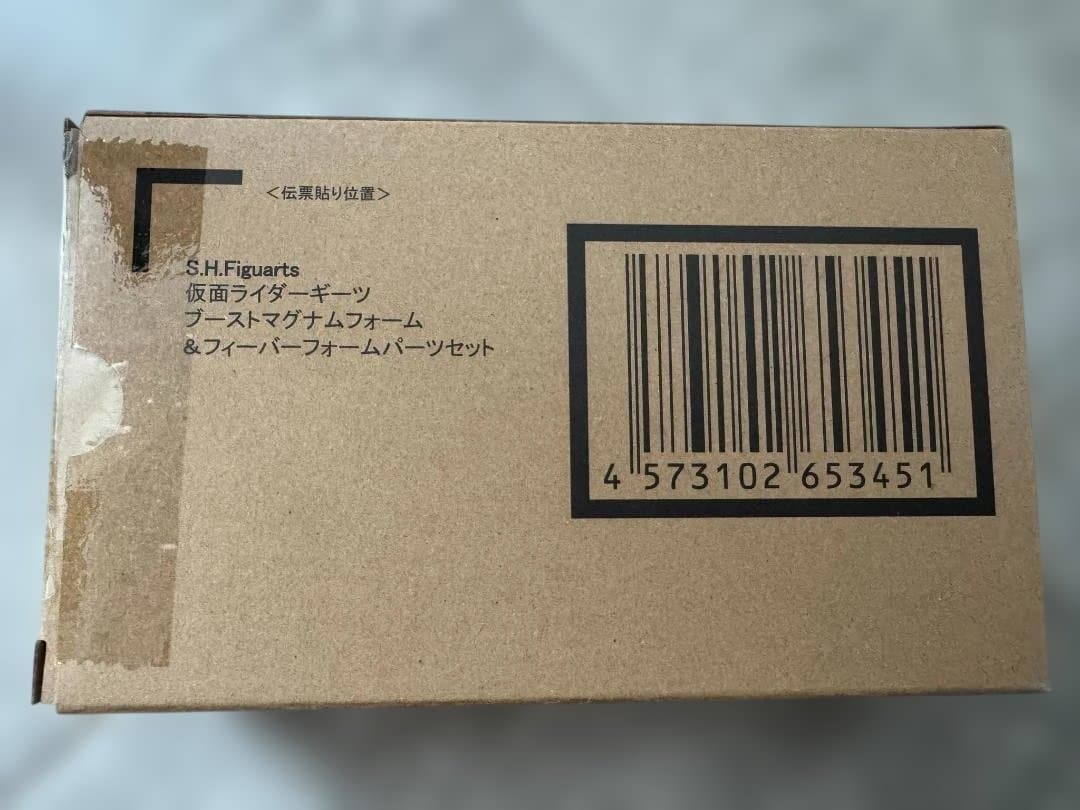 ＜伝票貼り位置＞
S.H.Figuarts
仮面ライダーギーツ
ブーストマグナムフォーム
&フィーバーフォームパーツセット
4 573102 653451